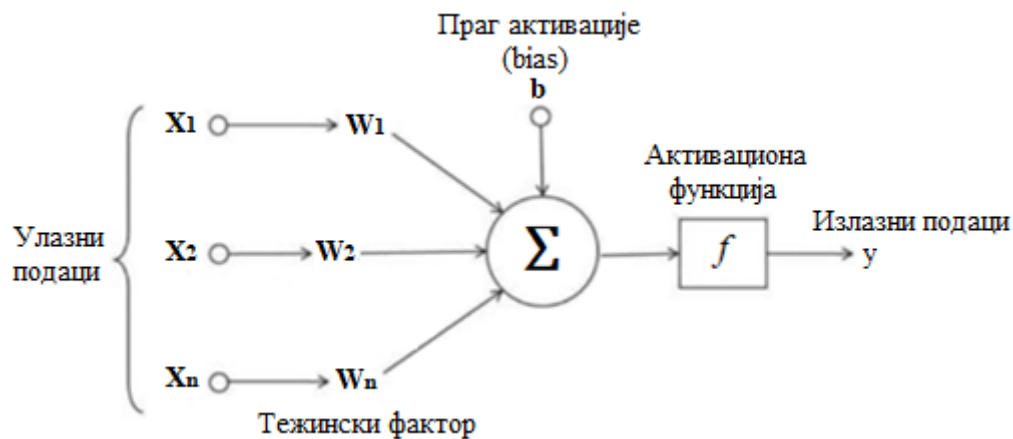 Праг активације
(bias)
b
X1
W1
Активациона
функција
Улазни
подаци
X2
W2
Σ
f
Излазни подаци
y
Xn
Wn
Тежински фактор